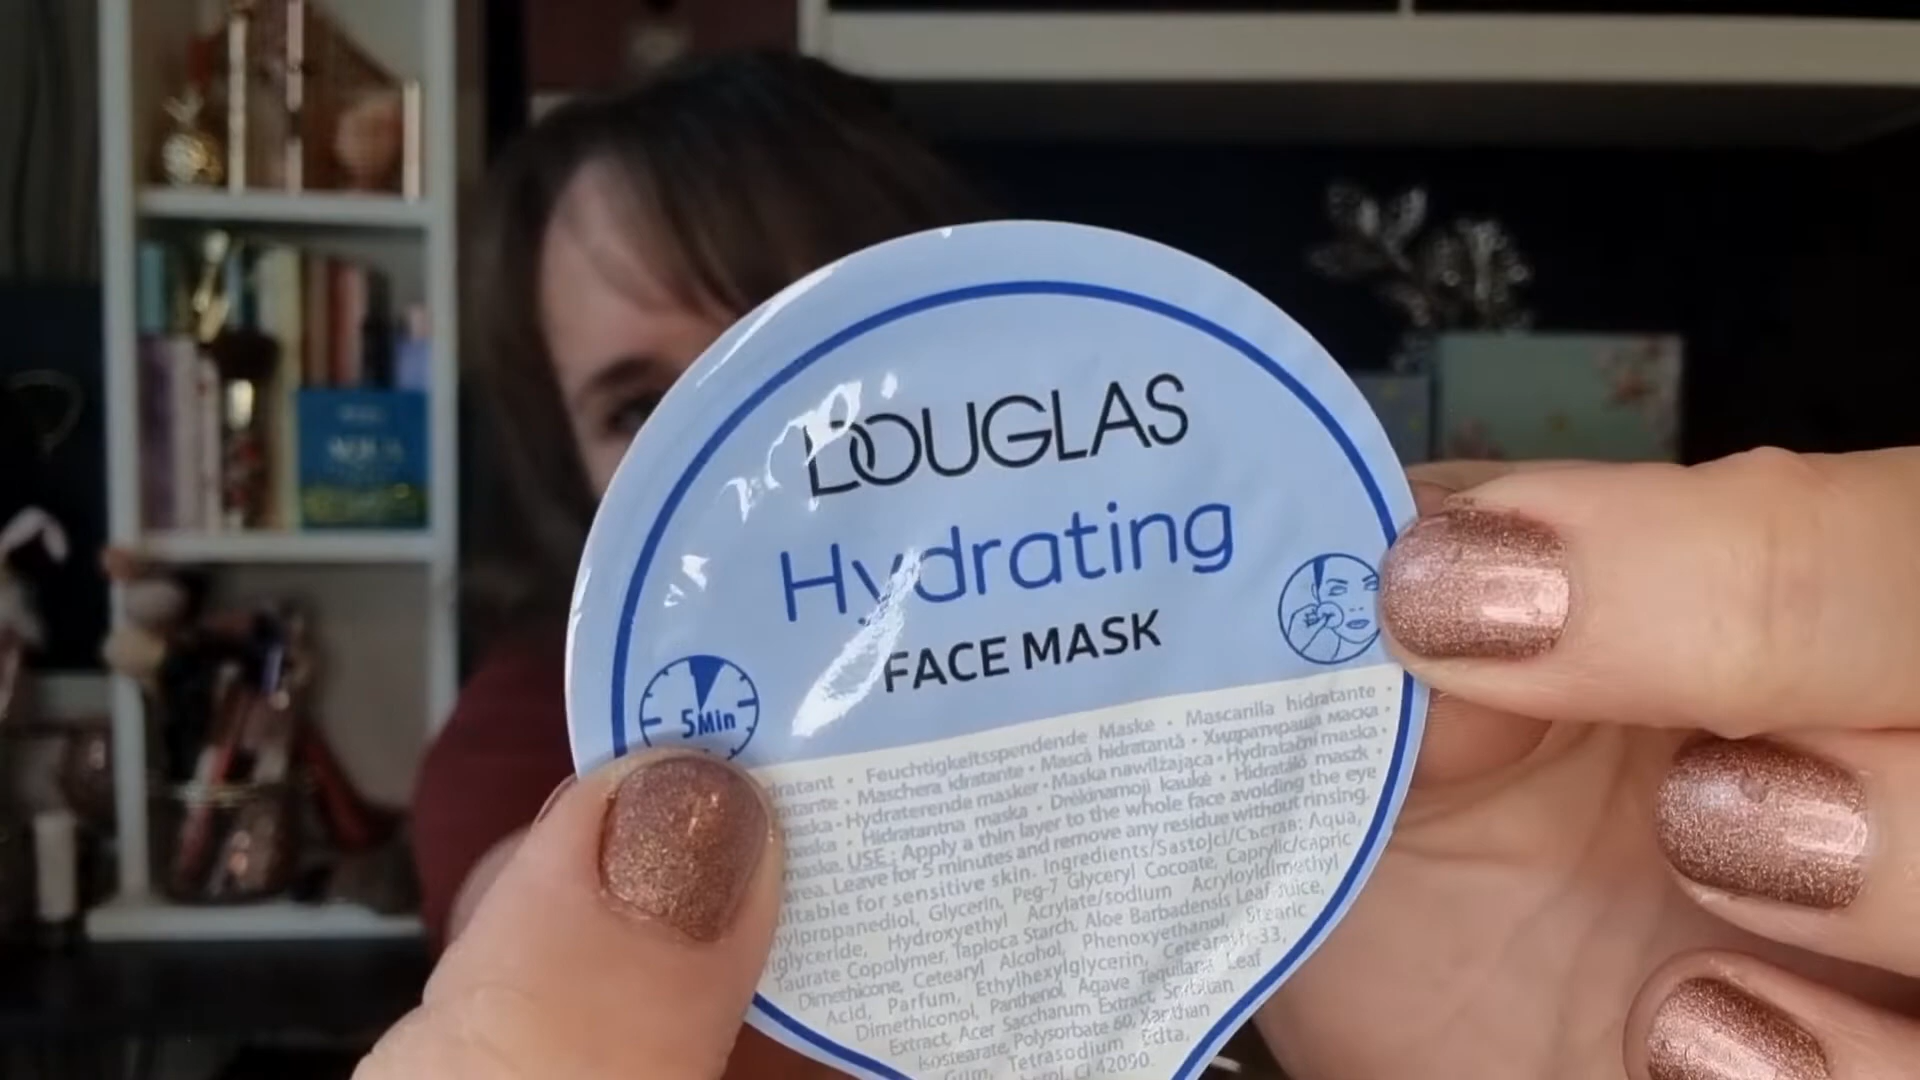 DOUGLAS
Hydrating
FACE MASK
5Min
AQUA
Feuchtigkeitsspendende Maske • Mascarilla hidratante •
Maschera idratante • Mască hidratantă • Хидратираща маска •
Hydraterende masker • Maska nawilżająca • Hydratační maska •
Hidratantna maska • Drėkinamoji kaukė • Hidratáló maszk •
USE : Apply a thin layer to the whole face avoiding the eye
area. Leave for 5 minutes and remove any residue without rinsing.
for sensitive skin. Ingredients/Sastojci/Състав: Aqua,
Glycerin, Peg-7 Glyceryl Cocoate, Caprylic/capric
Hydroxyethyl Acrylate/sodium Acryloyldimethyl
Taurate Copolymer, Tapioca Starch, Aloe Barbadensis Leaf Juice,
Dimethicone, Cetearyl Alcohol, Phenoxyethanol, Stearic
Acid, Parfum, Ethylhexylglycerin,
Dimethiconol, Panthenol, Agave Tequilana Leaf
Extract, Acer Saccharum Extract, Sorbitan
Isostearate, Polysorbate 60, Xanthan
Gum, Tetrasodium Edta,
CI 42090.